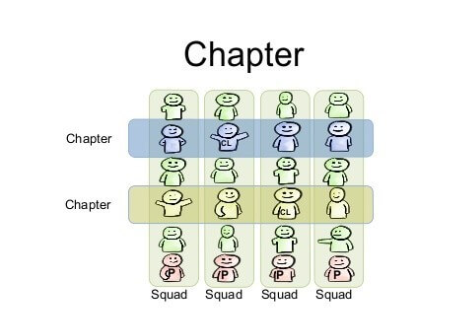 Chapter
Chapter
CL
Chapter
CL
P P P P
Squad Squad Squad Squad